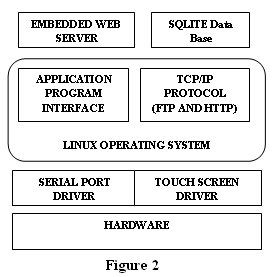 EMBEDDED WEB
SERVER
SQLITE Data
Base
APPLICATION
PROGRAM
INTERFACE
TCP/IP
PROTOCOL
(FTP AND HTTP)
LINUX OPERATING SYSTEM
SERIAL PORT
DRIVER
TOUCH SCREEN
DRIVER
HARDWARE
Figure 2